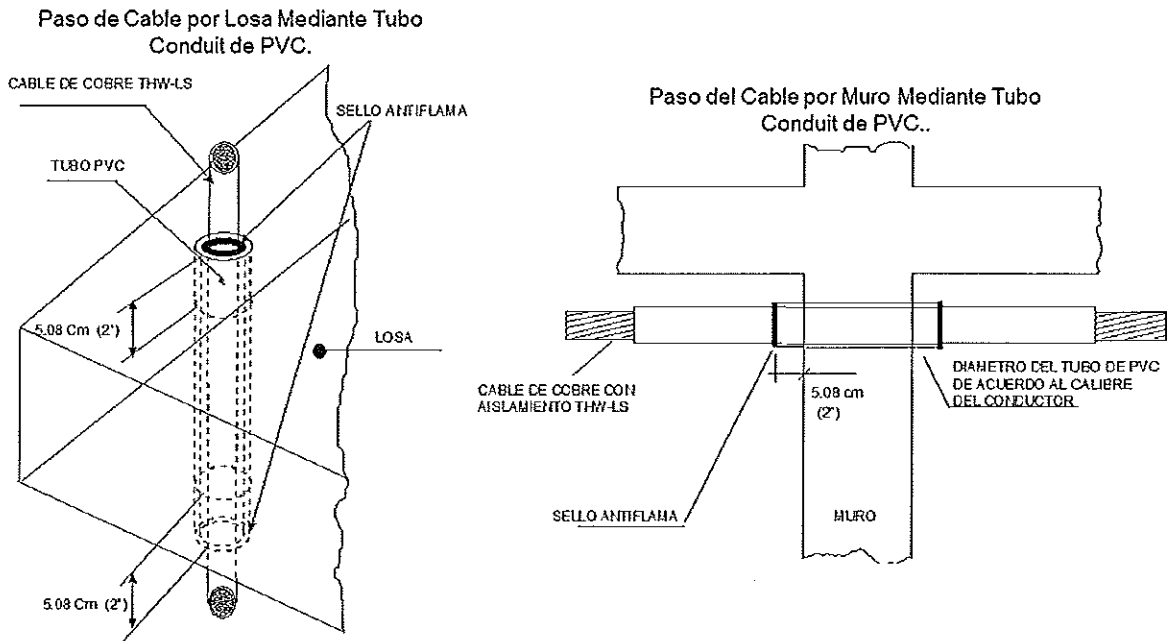 Paso de Cable por Losa Mediante Tubo
Conduit de PVC.
CABLE DE COBRE THW-LS
SELLO ANTIFLAMA
TUBO PVC
5.08 Cm (2")
LOSA
5.08 Cm (2")
Paso del Cable por Muro Mediante Tubo
Conduit de PVC..
CABLE DE COBRE CON
AISLAMIENTO THW-LS
5.08 cm
(2")
DIAMETRO DEL TUBO DE PVC
DE ACUERDO AL CALIBRE
DEL CONDUCTOR
SELLO ANTIFLAMA
MURO